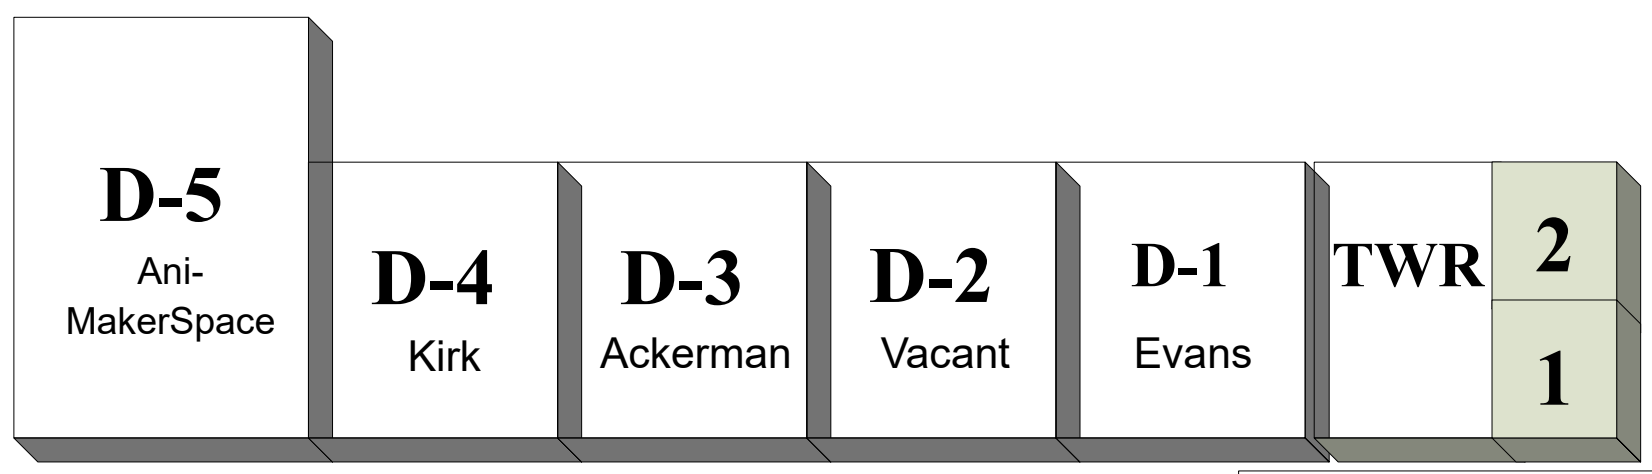 D-5
Ani-
MakerSpace
D-4
Kirk
D-3
Ackerman
D-2
Vacant
D-1
Evans
TWR
2
1